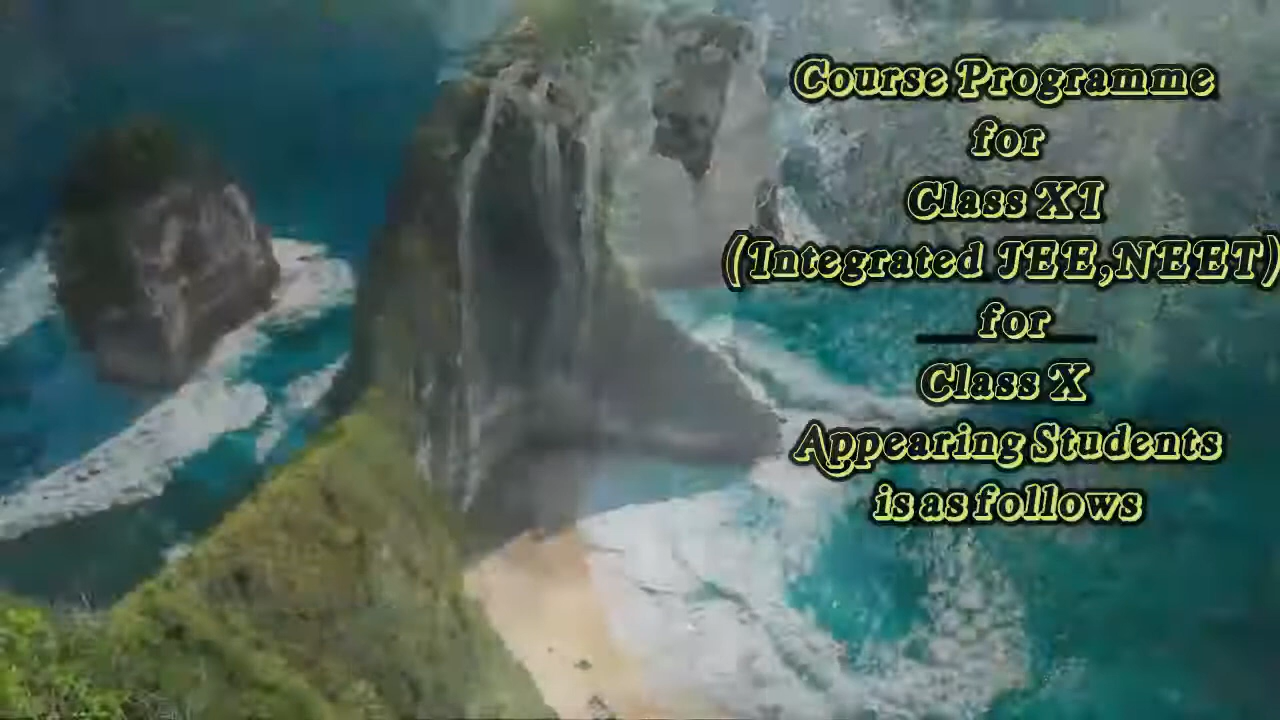 Course Programme
for
Class XI
(Integrated JEE,NEET)
for
Class X
Appearing Students
is as follows